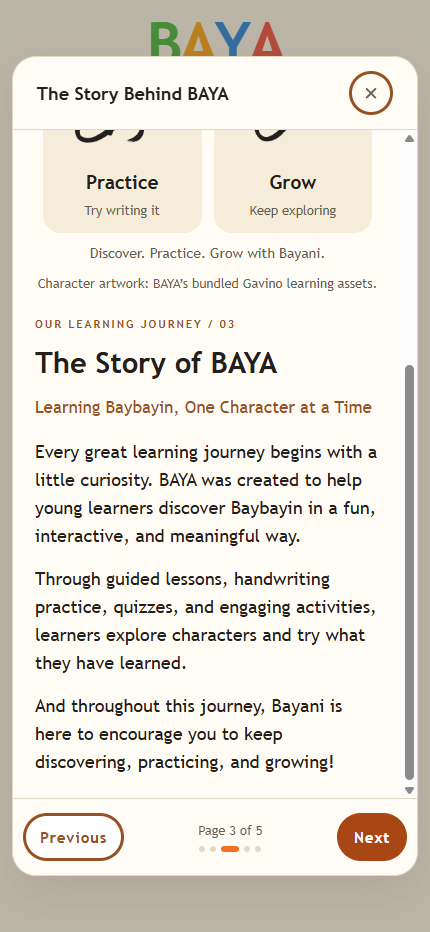 BAYA
The Story Behind BAYA
Practice
Try writing it
Grow
Keep exploring
Discover. Practice. Grow with Bayani.
Character artwork: BAYA's bundled Gavino learning assets.
OUR LEARNING JOURNEY / 03
The Story of BAYA
Learning Baybayin, One Character at a Time
Every great learning journey begins with a
little curiosity. BAYA was created to help
young learners discover Baybayin in a fun,
interactive, and meaningful way.
Through guided lessons, handwriting
practice, quizzes, and engaging activities,
learners explore characters and try what
they have learned.
And throughout this journey, Bayani is
here to encourage you to keep
discovering, practicing, and growing!
Previous
Page 3 of 5
Next